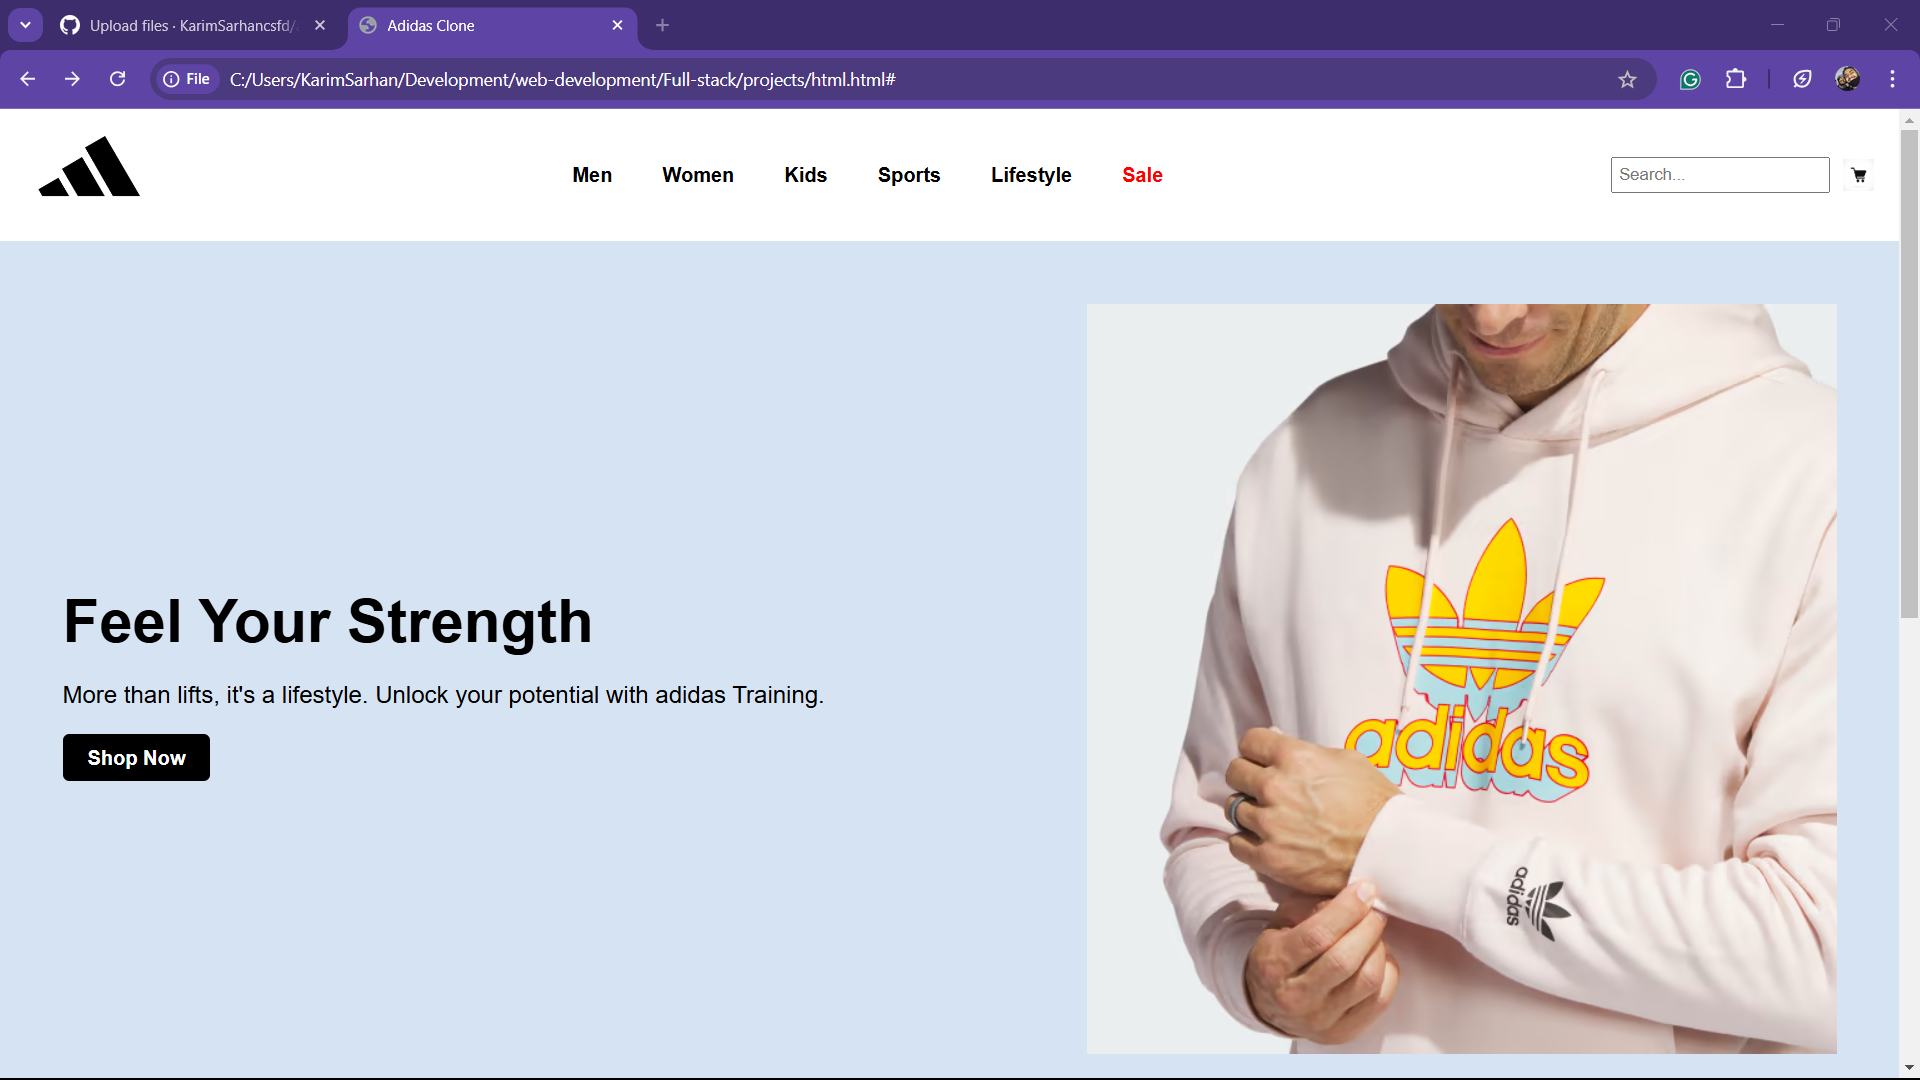 Upload files · KarimSarhancsfd/
Adidas Clone
File
C:/Users/KarimSarhan/Development/web-development/Full-stack/projects/html.html#
Men
Women
Kids
Sports
Lifestyle
Sale
Search...
Feel Your Strength
More than lifts, it's a lifestyle. Unlock your potential with adidas Training.
Shop Now
adidas
adidas